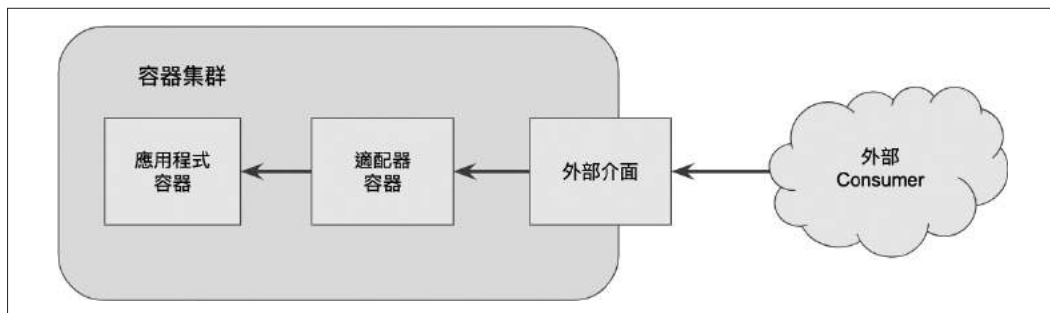 容器集群
應用程式
容器
適配器
容器
外部介面
外部
Consumer